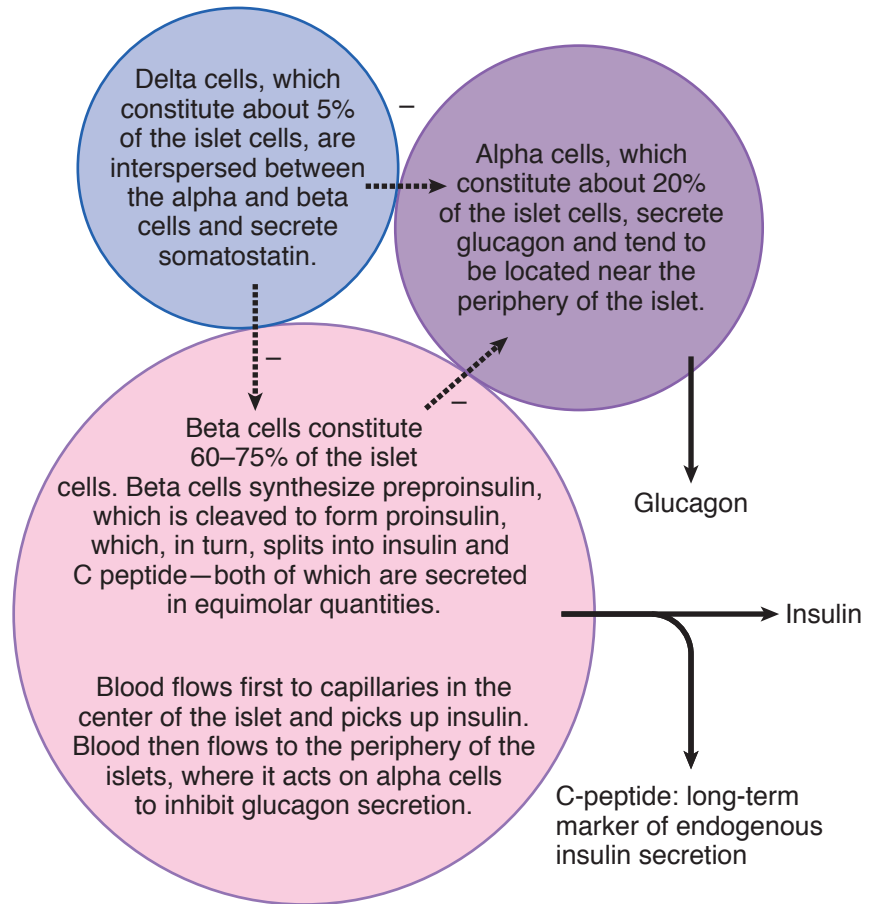 Delta cells, which
constitute about 5%
of the islet cells, are
interspersed between
the alpha and beta
cells and secrete
somatostatin.
–
Alpha cells, which
constitute about 20%
of the islet cells, secrete
glucagon and tend to
be located near the
periphery of the islet.
–
–
Beta cells constitute
60–75% of the islet
cells. Beta cells synthesize preproinsulin,
which is cleaved to form proinsulin,
which, in turn, splits into insulin and
C peptide—both of which are secreted
in equimolar quantities.
Blood flows first to capillaries in the
center of the islet and picks up insulin.
Blood then flows to the periphery of the
islets, where it acts on alpha cells
to inhibit glucagon secretion.
Glucagon
Insulin
C-peptide: long-term
marker of endogenous
insulin secretion